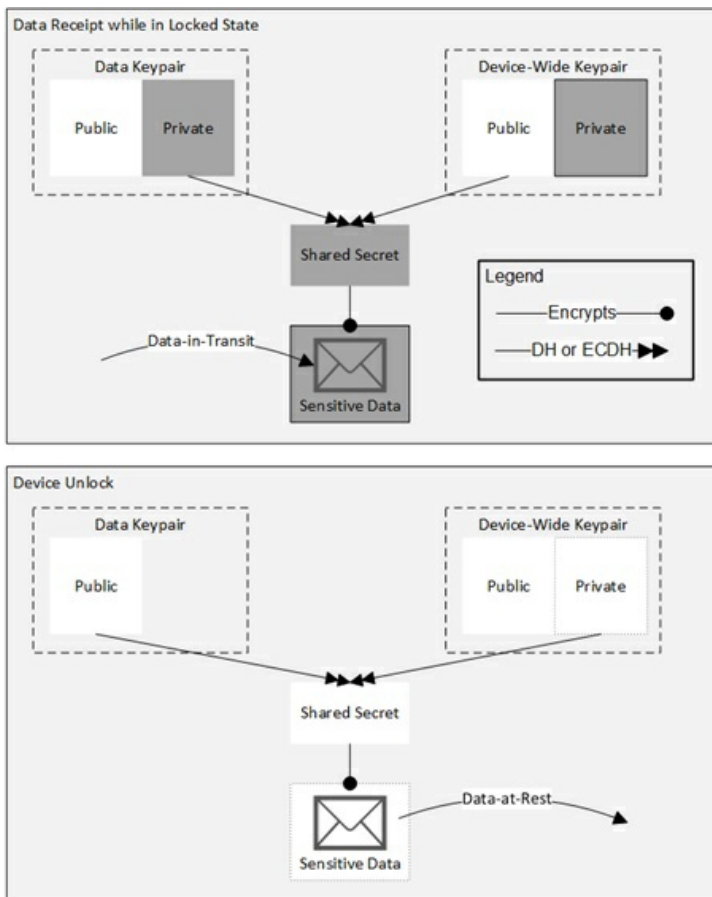 Data Receipt while in Locked State
Data Keypair
Device-Wide Keypair
Public
Private
Public
Private
Shared Secret
Legend
Encrypts
DH or ECDH
Data-in-Transit
Sensitive Data
Device Unlock
Data Keypair
Device-Wide Keypair
Public
Public
Private
Shared Secret
Data-at-Rest
Sensitive Data